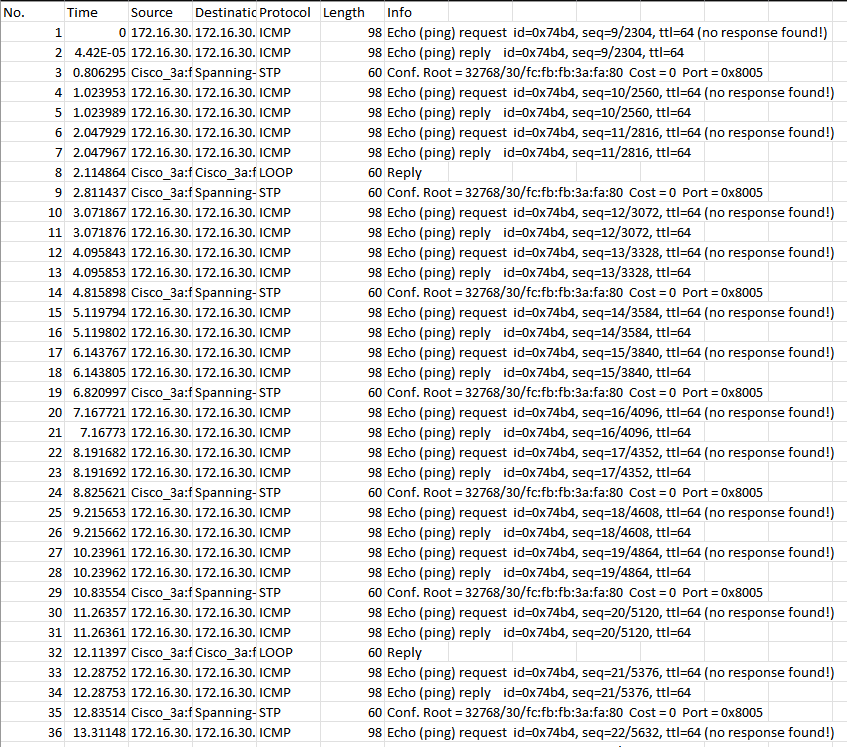 No. Time Source Destinatic Protocol Length Info
1 0 172.16.30. 172.16.30. ICMP 98 Echo (ping) request id=0x74b4, seq=9/2304, ttl=64 (no response found!)
2 4.42E-05 172.16.30. 172.16.30. ICMP 98 Echo (ping) reply id=0x74b4, seq=9/2304, ttl=64
3 0.806295 Cisco_3a:f Spanning- STP 60 Conf. Root = 32768/30/fc:fb:fb:3a:fa:80 Cost = 0 Port = 0x8005
4 1.023953 172.16.30. 172.16.30. ICMP 98 Echo (ping) request id=0x74b4, seq=10/2560, ttl=64 (no response found!)
5 1.023989 172.16.30. 172.16.30. ICMP 98 Echo (ping) reply id=0x74b4, seq=10/2560, ttl=64
6 2.047929 172.16.30. 172.16.30. ICMP 98 Echo (ping) request id=0x74b4, seq=11/2816, ttl=64 (no response found!)
7 2.047967 172.16.30. 172.16.30. ICMP 98 Echo (ping) reply id=0x74b4, seq=11/2816, ttl=64
8 2.114864 Cisco_3a:f Cisco_3a:f LOOP 60 Reply
9 2.811437 Cisco_3a:f Spanning- STP 60 Conf. Root = 32768/30/fc:fb:fb:3a:fa:80 Cost = 0 Port = 0x8005
10 3.071867 172.16.30. 172.16.30. ICMP 98 Echo (ping) request id=0x74b4, seq=12/3072, ttl=64 (no response found!)
11 3.071876 172.16.30. 172.16.30. ICMP 98 Echo (ping) reply id=0x74b4, seq=12/3072, ttl=64
12 4.095843 172.16.30. 172.16.30. ICMP 98 Echo (ping) request id=0x74b4, seq=13/3328, ttl=64 (no response found!)
13 4.095853 172.16.30. 172.16.30. ICMP 98 Echo (ping) reply id=0x74b4, seq=13/3328, ttl=64
14 4.815898 Cisco_3a:f Spanning- STP 60 Conf. Root = 32768/30/fc:fb:fb:3a:fa:80 Cost = 0 Port = 0x8005
15 5.119794 172.16.30. 172.16.30. ICMP 98 Echo (ping) request id=0x74b4, seq=14/3584, ttl=64 (no response found!)
16 5.119802 172.16.30. 172.16.30. ICMP 98 Echo (ping) reply id=0x74b4, seq=14/3584, ttl=64
17 6.143767 172.16.30. 172.16.30. ICMP 98 Echo (ping) request id=0x74b4, seq=15/3840, ttl=64 (no response found!)
18 6.143805 172.16.30. 172.16.30. ICMP 98 Echo (ping) reply id=0x74b4, seq=15/3840, ttl=64
19 6.820997 Cisco_3a:f Spanning- STP 60 Conf. Root = 32768/30/fc:fb:fb:3a:fa:80 Cost = 0 Port = 0x8005
20 7.167721 172.16.30. 172.16.30. ICMP 98 Echo (ping) request id=0x74b4, seq=16/4096, ttl=64 (no response found!)
21 7.16773 172.16.30. 172.16.30. ICMP 98 Echo (ping) reply id=0x74b4, seq=16/4096, ttl=64
22 8.191682 172.16.30. 172.16.30. ICMP 98 Echo (ping) request id=0x74b4, seq=17/4352, ttl=64 (no response found!)
23 8.191692 172.16.30. 172.16.30. ICMP 98 Echo (ping) reply id=0x74b4, seq=17/4352, ttl=64
24 8.825621 Cisco_3a:f Spanning- STP 60 Conf. Root = 32768/30/fc:fb:fb:3a:fa:80 Cost = 0 Port = 0x8005
25 9.215653 172.16.30. 172.16.30. ICMP 98 Echo (ping) request id=0x74b4, seq=18/4608, ttl=64 (no response found!)
26 9.215662 172.16.30. 172.16.30. ICMP 98 Echo (ping) reply id=0x74b4, seq=18/4608, ttl=64
27 10.23961 172.16.30. 172.16.30. ICMP 98 Echo (ping) request id=0x74b4, seq=19/4864, ttl=64 (no response found!)
28 10.23962 172.16.30. 172.16.30. ICMP 98 Echo (ping) reply id=0x74b4, seq=19/4864, ttl=64
29 10.83554 Cisco_3a:f Spanning- STP 60 Conf. Root = 32768/30/fc:fb:fb:3a:fa:80 Cost = 0 Port = 0x8005
30 11.26357 172.16.30. 172.16.30. ICMP 98 Echo (ping) request id=0x74b4, seq=20/5120, ttl=64 (no response found!)
31 11.26361 172.16.30. 172.16.30. ICMP 98 Echo (ping) reply id=0x74b4, seq=20/5120, ttl=64
32 12.11397 Cisco_3a:f Cisco_3a:f LOOP 60 Reply
33 12.28752 172.16.30. 172.16.30. ICMP 98 Echo (ping) request id=0x74b4, seq=21/5376, ttl=64 (no response found!)
34 12.28753 172.16.30. 172.16.30. ICMP 98 Echo (ping) reply id=0x74b4, seq=21/5376, ttl=64
35 12.83514 Cisco_3a:f Spanning- STP 60 Conf. Root = 32768/30/fc:fb:fb:3a:fa:80 Cost = 0 Port = 0x8005
36 13.31148 172.16.30. 172.16.30. ICMP 98 Echo (ping) request id=0x74b4, seq=22/5632, ttl=64 (no response found!)